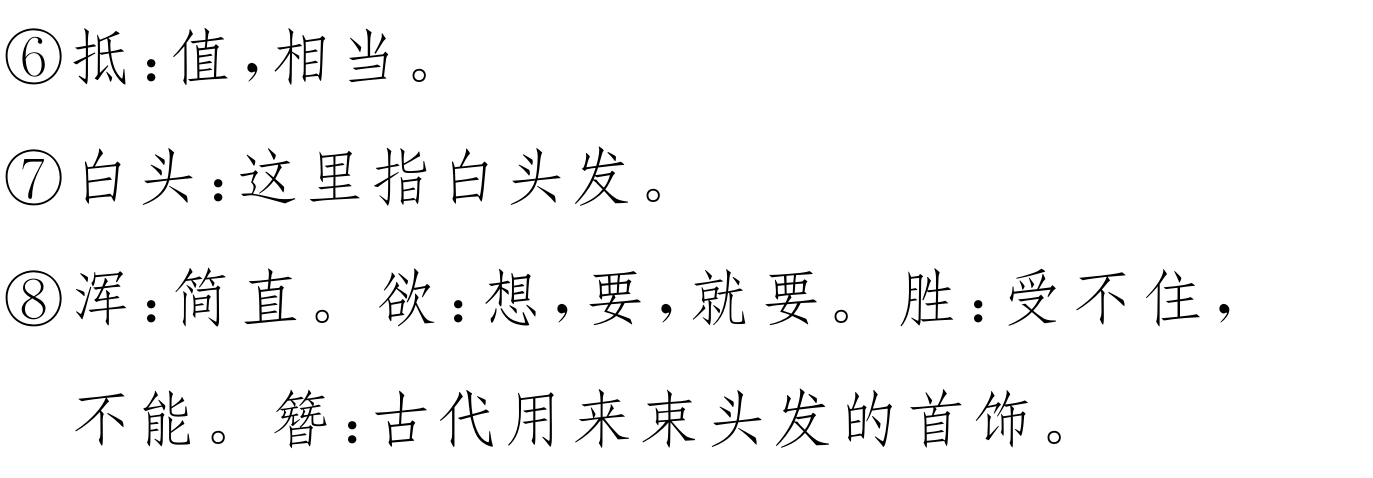 ⑥抵:值,相当。
⑦白头:这里指白头发。
⑧浑:简直。欲:想,要,就要。胜:受不住,
不能。簪:古代用来束头发的首饰。